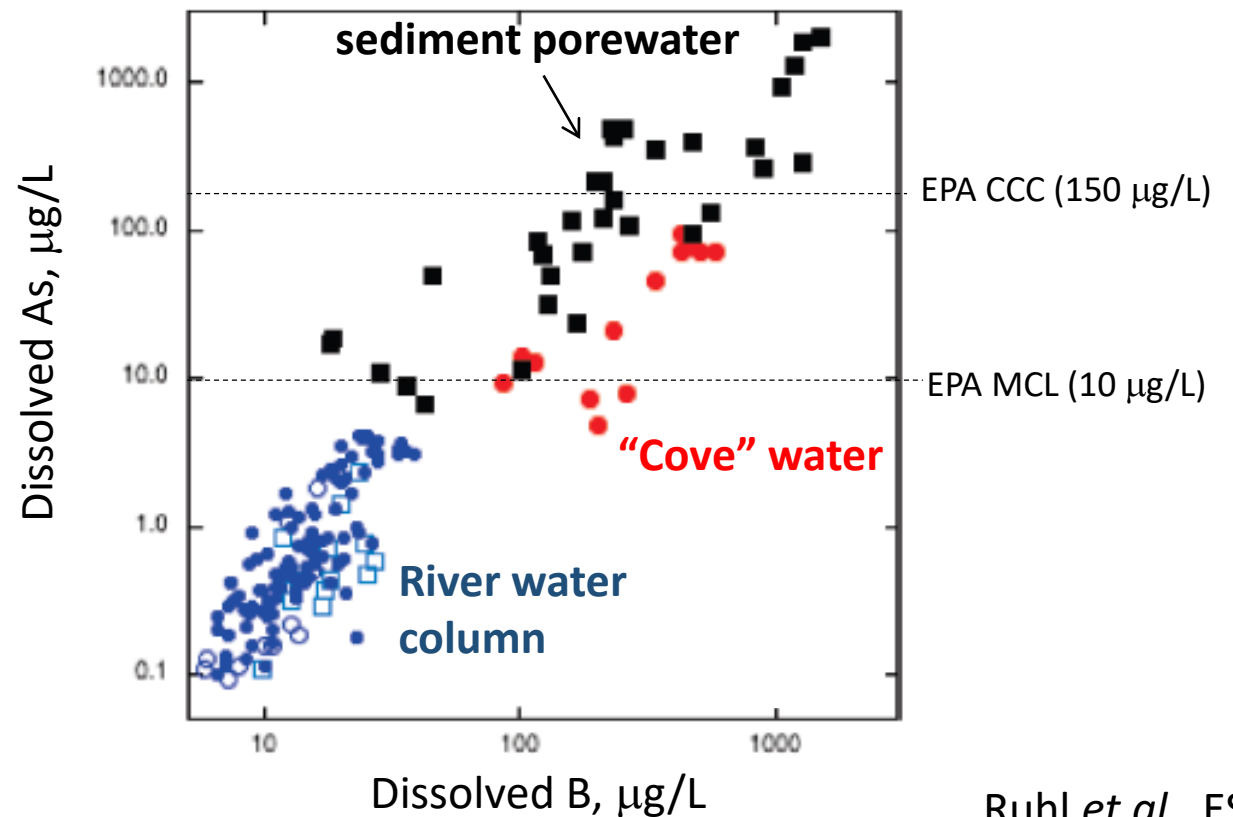 sediment porewater
1000.0
EPA CCC (150 μg/L)
100.0
Dissolved As, μg/L
EPA MCL (10 μg/L)
10.0
“Cove” water
1.0
River water
column
0.1
10
100
1000
Dissolved B, μg/L
Ruhl et al.